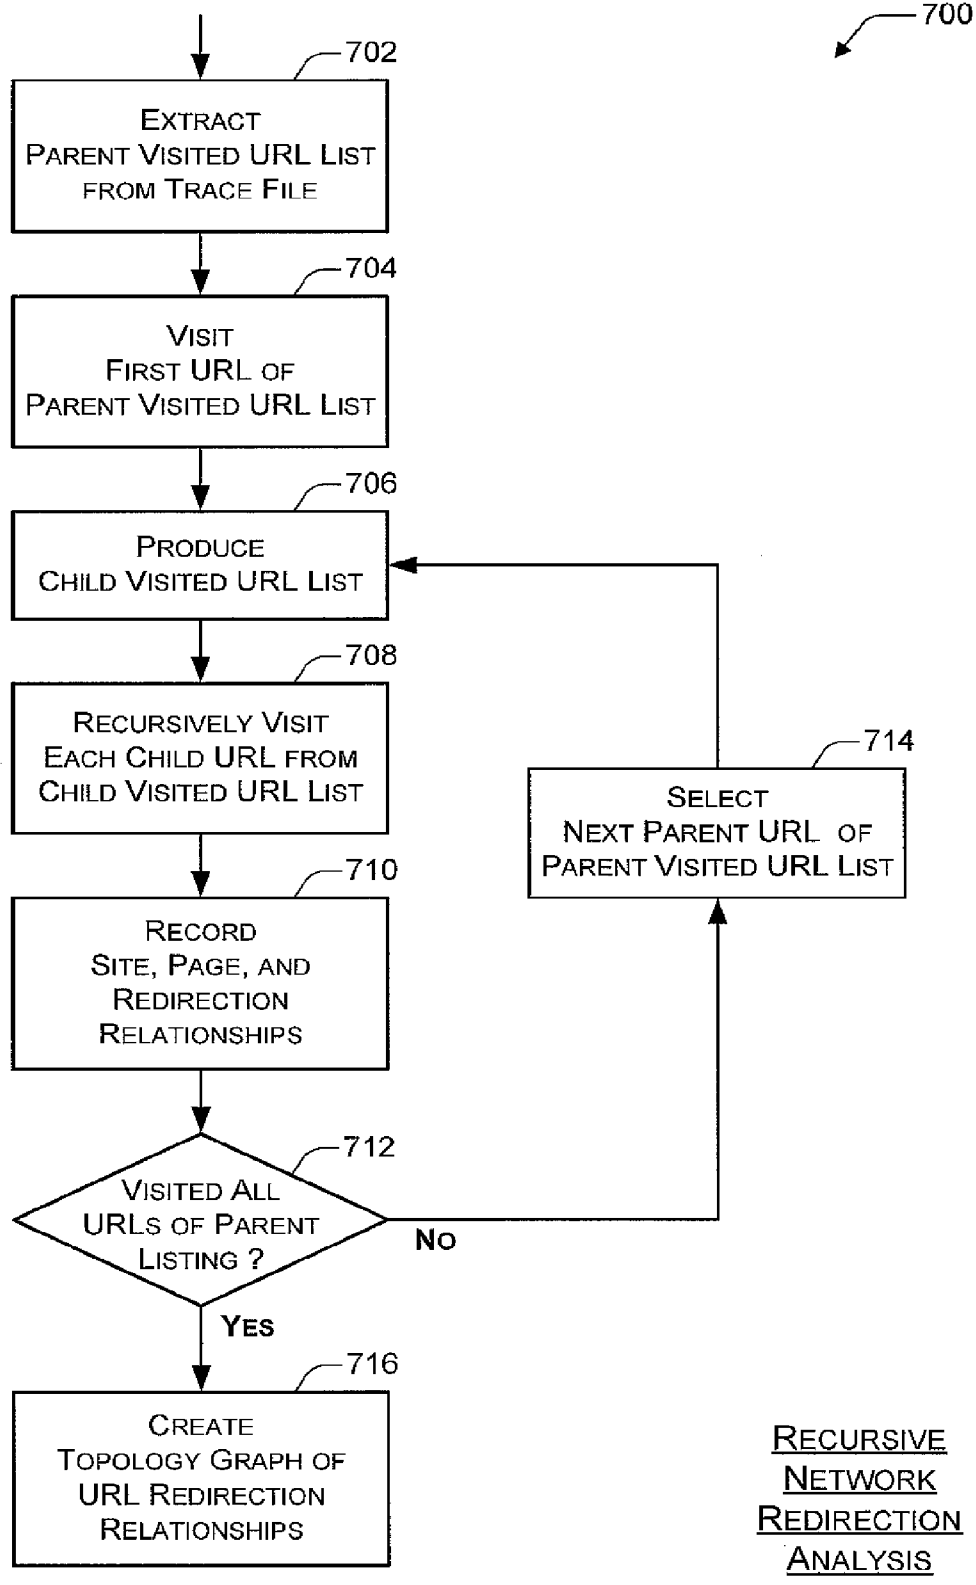 700
702
EXTRACT
PARENT VISITED URL LIST
FROM TRACE FILE
704
VISIT
FIRST URL OF
PARENT VISITED URL LIST
706
PRODUCE
CHILD VISITED URL LIST
708
RECURSIVELY VISIT
EACH CHILD URL FROM
CHILD VISITED URL LIST
714
SELECT
NEXT PARENT URL OF
PARENT VISITED URL LIST
710
RECORD
SITE, PAGE, AND
REDIRECTION
RELATIONSHIPS
712
VISITED ALL
URLS OF PARENT
LISTING ?
NO
YES
716
CREATE
TOPOLOGY GRAPH OF
URL REDIRECTION
RELATIONSHIPS
RECURSIVE
NETWORK
REDIRECTION
ANALYSIS